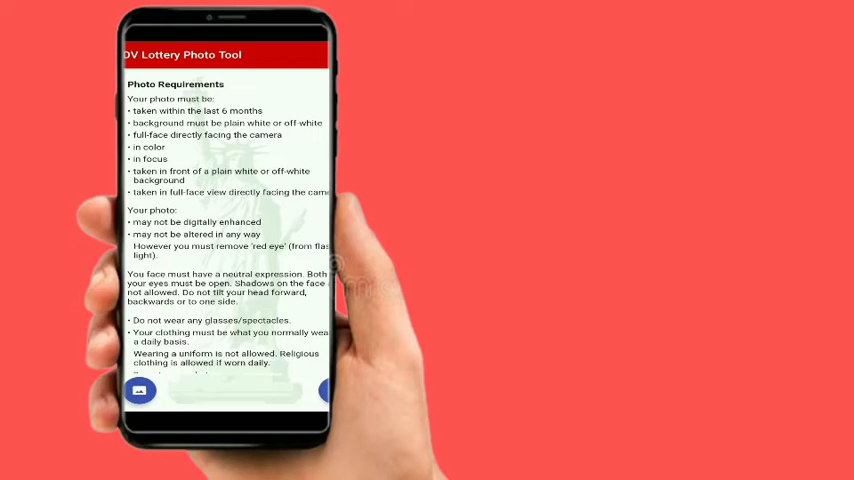 DV Lottery Photo Tool
Photo Requirements
Your photo must be:
• taken within the last 6 months
• background must be plain white or off-white
• full-face directly facing the camera
• in color
• in focus
• taken in front of a plain white or off-white
background
• taken in full-face view directly facing the came
Your photo:
• may not be digitally enhanced
• may not be altered in any way
However you must remove 'red eye' (from flas
light).
You face must have a neutral expression. Both
your eyes must be open. Shadows on the face
not allowed. Do not tilt your head forward,
backwards or to one side.
• Do not wear any glasses/spectacles.
• Your clothing must be what you normally wea
a daily basis.
Wearing a uniform is not allowed. Religious
clothing is allowed if worn daily.